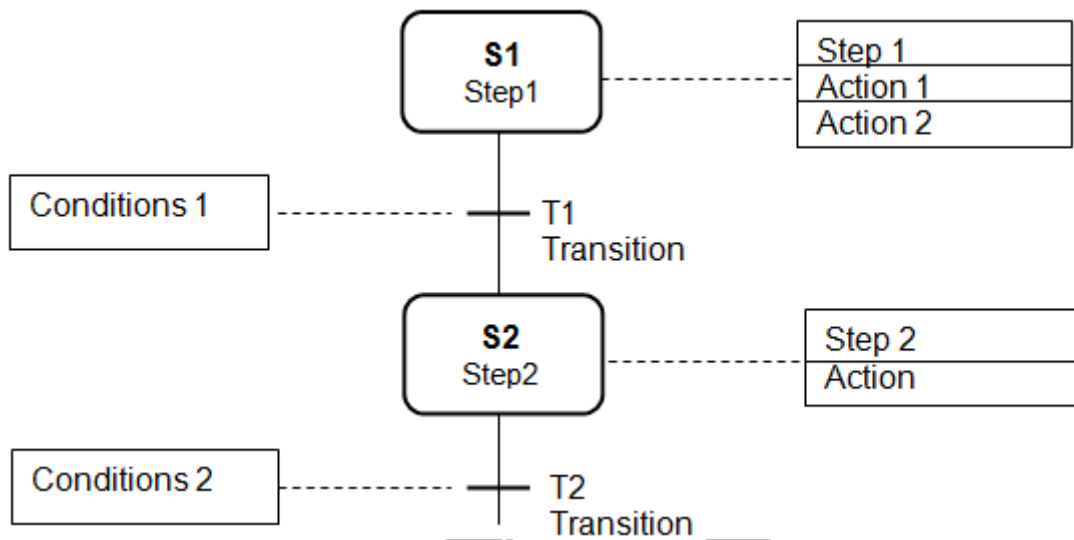 S1
Step1
Step 1
Action 1
Action 2
Conditions 1
T1
Transition
S2
Step2
Step 2
Action
Conditions 2
T2
Transition